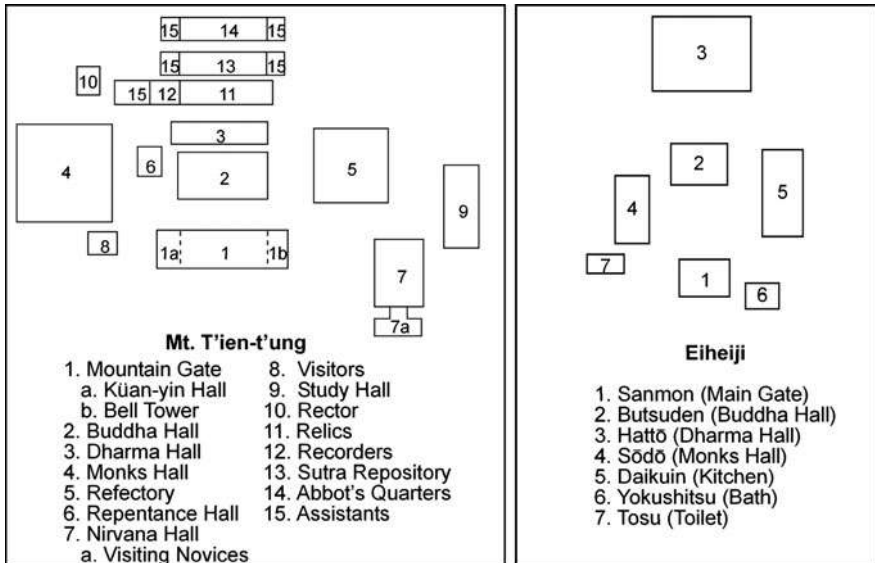 15 14 15
15 13 15
10
15 12 11
3
4
6
2
5
9
8
1a 1 1b
7
7a
Mt. T'ien-t'ung
1. Mountain Gate
a. Küan-yin Hall
b. Bell Tower
2. Buddha Hall
3. Dharma Hall
4. Monks Hall
5. Refectory
6. Repentance Hall
7. Nirvana Hall
a. Visiting Novices
8. Visitors
9. Study Hall
10. Rector
11. Relics
12. Recorders
13. Sutra Repository
14. Abbot's Quarters
15. Assistants
3
2
5
4
7
1
6
Eiheiji
1. Sanmon (Main Gate)
2. Butsuden (Buddha Hall)
3. Hattō (Dharma Hall)
4. Sōdō (Monks Hall)
5. Daikuin (Kitchen)
6. Yokushitsu (Bath)
7. Tosu (Toilet)